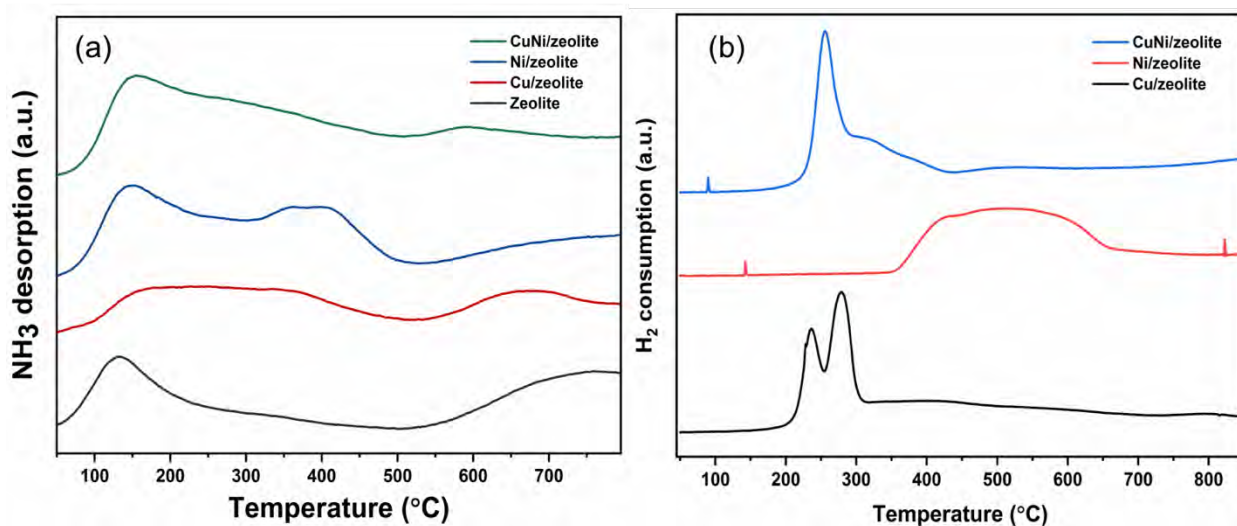 (a)
CuNi/zeolite
Ni/zeolite
Cu/zeolite
Zeolite
NH3 desorption (a.u.)
100 200 300 400 500 600 700
Temperature (°C)
(b)
CuNi/zeolite
Ni/zeolite
Cu/zeolite
H2 consumption (a.u.)
100 200 300 400 500 600 700 800
Temperature (°C)